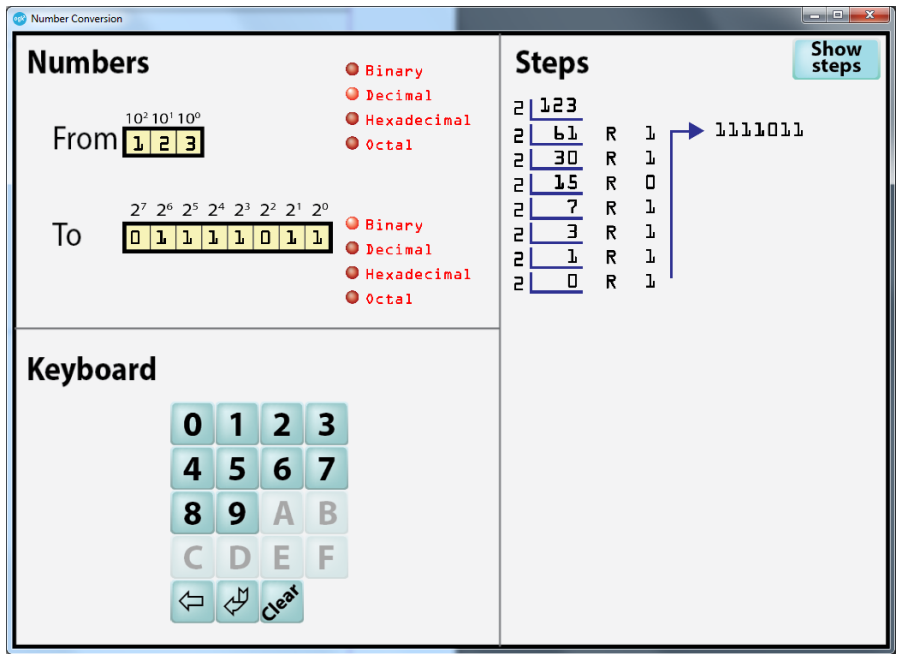 Number Conversion
Numbers
Binary
Decimal
Hexadecimal
Octal
10² 10¹ 10⁰
From 1 2 3
2⁷ 2⁶ 2⁵ 2⁴ 2³ 2² 2¹ 2⁰
To 0 1 1 1 1 0 1 1
Binary
Decimal
Hexadecimal
Octal
Steps
Show
steps
2 123
2 61 R 1 1111011
2 30 R 1
2 15 R 0
2 7 R 1
2 3 R 1
2 1 R 1
2 0 R 1
Keyboard
0 1 2 3
4 5 6 7
8 9 A B
C D E F
Clear